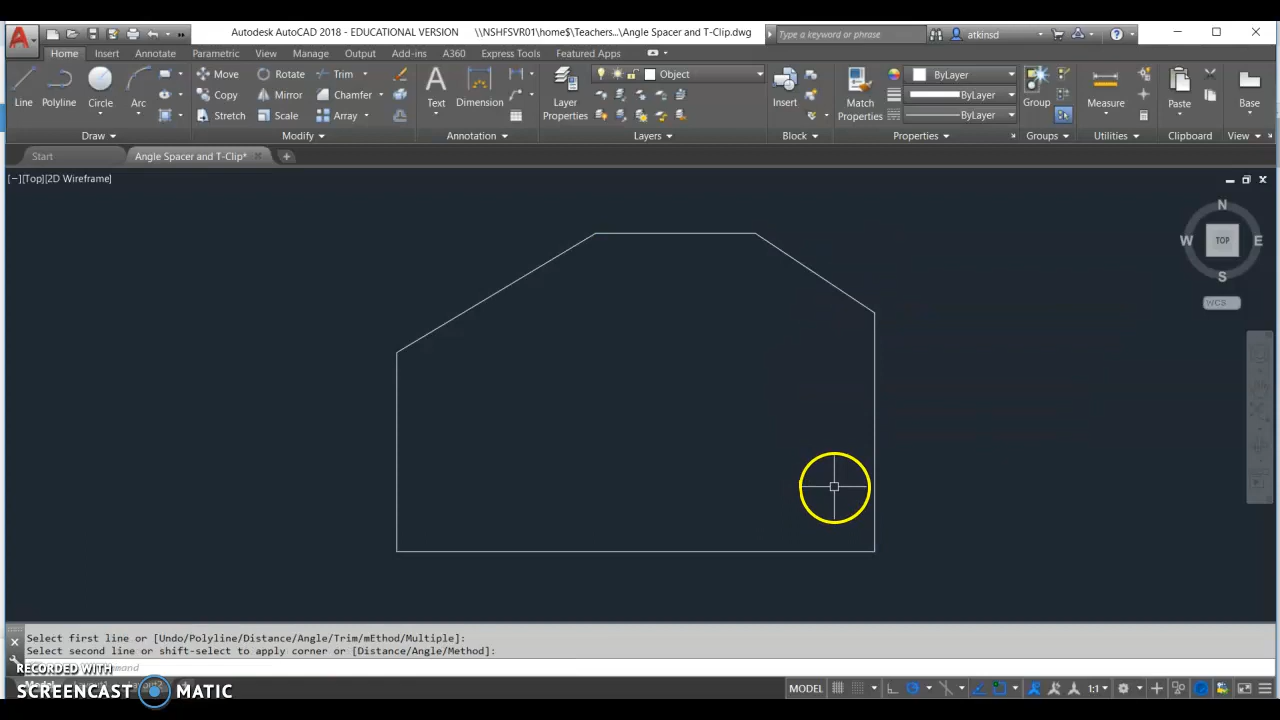 Autodesk AutoCAD 2018 - EDUCATIONAL VERSION \\NSHFSVR01\home$\Teachers...\Angle Spacer and T-Clip.dwg
Type a keyword or phrase
atkinsd
Home Insert Annotate Parametric View Manage Output Add-ins A360 Express Tools Featured Apps
Line Polyline Circle Arc
Move Rotate Trim
Copy Mirror Chamfer
Stretch Scale Array
Text Dimension
Layer Properties
Object
Insert
Match Properties
ByLayer
ByLayer
ByLayer
Group
Measure
Paste
Base
Draw Modify Annotation Layers Block Properties Groups Utilities Clipboard View
Start Angle Spacer and T-Clip*
[−][Top][2D Wireframe]
N
W TOP E
S
WCS
Select first line or [Undo/Polyline/Distance/Angle/Trim/mEthod/Multiple]:
Select second line or shift-select to apply corner or [Distance/Angle/Method]:
RECORDED WITH
SCREENCAST MATIC
MODEL 1:1